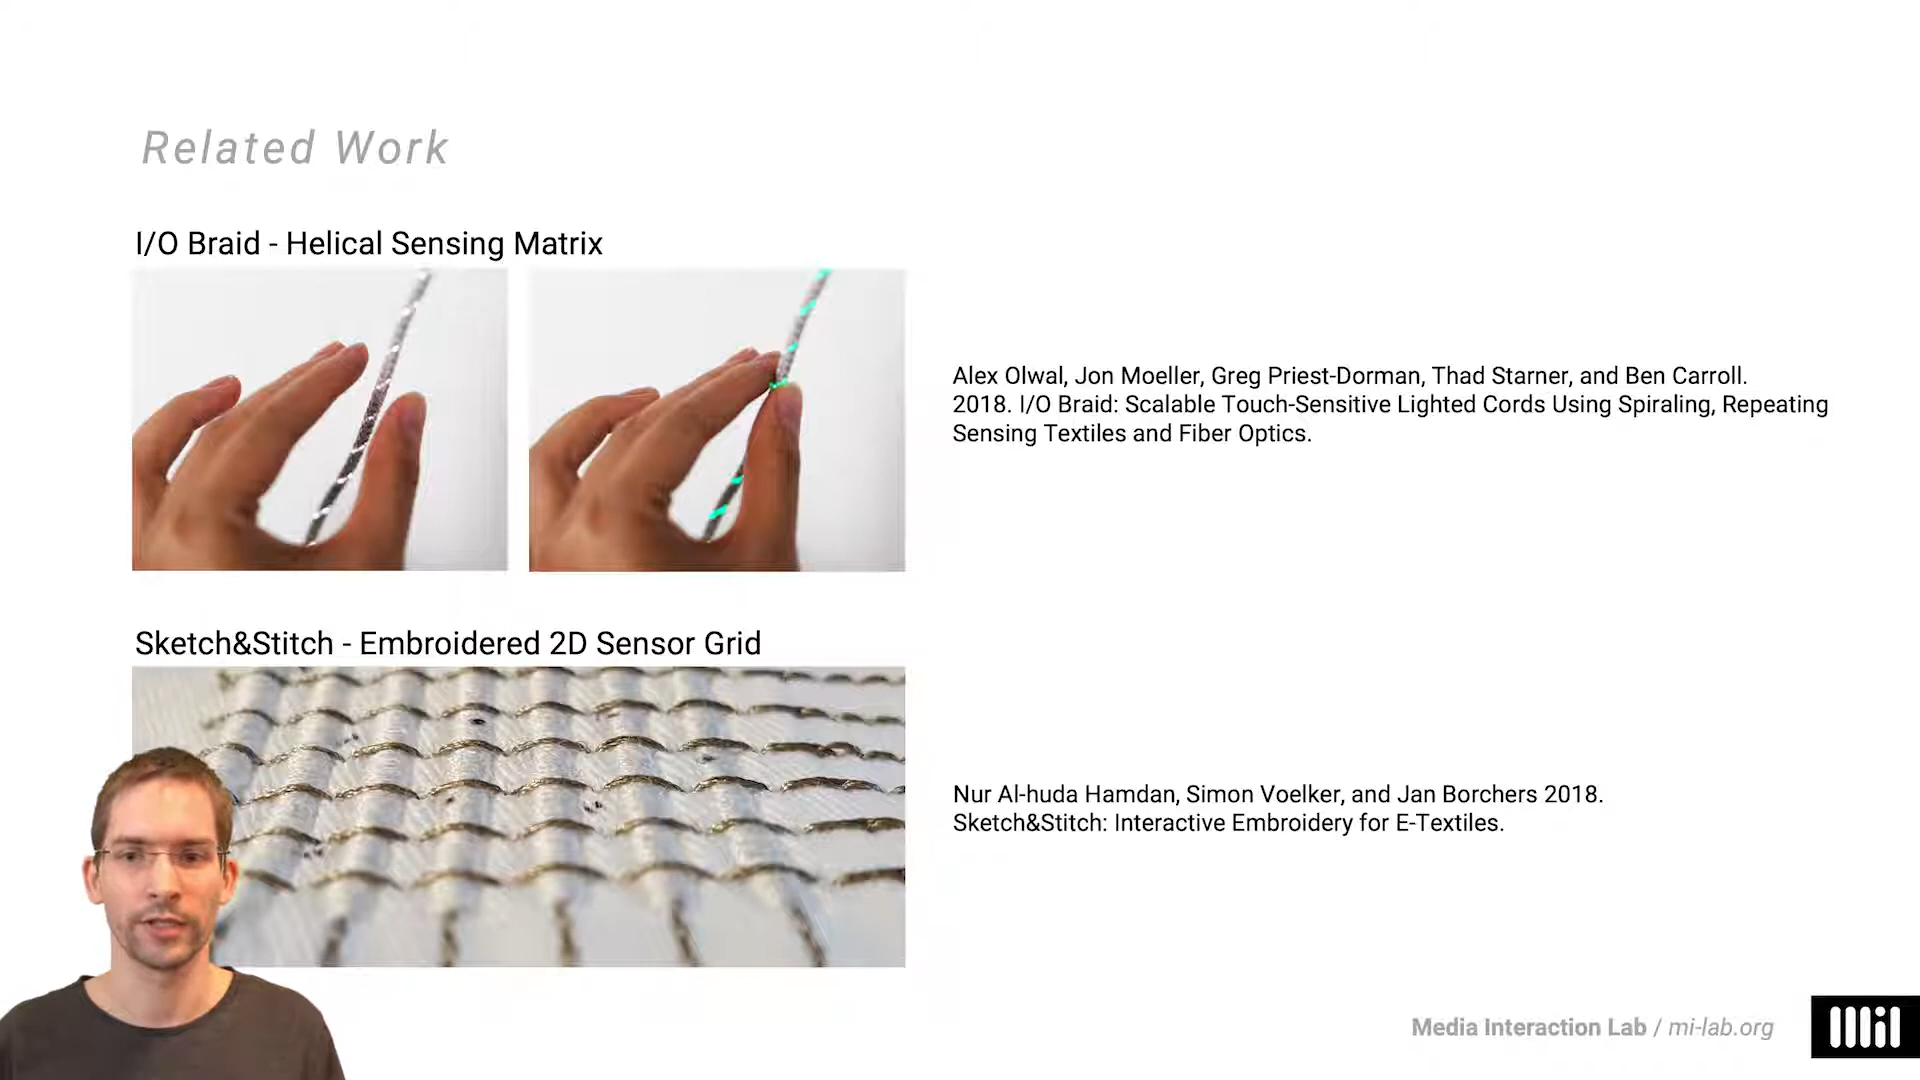 Related Work
I/O Braid - Helical Sensing Matrix
Alex Olwal, Jon Moeller, Greg Priest-Dorman, Thad Starner, and Ben Carroll.
2018. I/O Braid: Scalable Touch-Sensitive Lighted Cords Using Spiraling, Repeating
Sensing Textiles and Fiber Optics.
Sketch&Stitch - Embroidered 2D Sensor Grid
Nur Al-huda Hamdan, Simon Voelker, and Jan Borchers 2018.
Sketch&Stitch: Interactive Embroidery for E-Textiles.
Media Interaction Lab / mi-lab.org